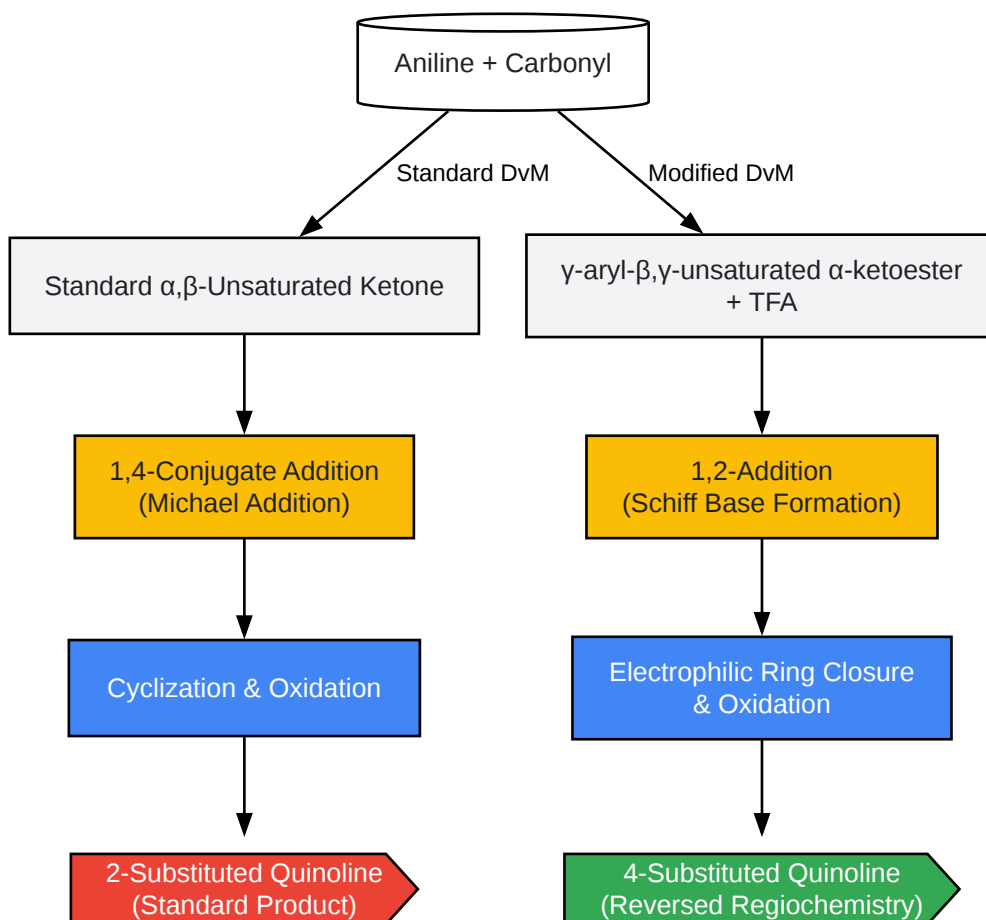 Aniline + Carbonyl
Standard DvM
Modified DvM
Standard α,β-Unsaturated Ketone
γ-aryl-β,γ-unsaturated α-ketoester
+ TFA
1,4-Conjugate Addition
(Michael Addition)
1,2-Addition
(Schiff Base Formation)
Cyclization & Oxidation
Electrophilic Ring Closure
& Oxidation
2-Substituted Quinoline
(Standard Product)
4-Substituted Quinoline
(Reversed Regiochemistry)